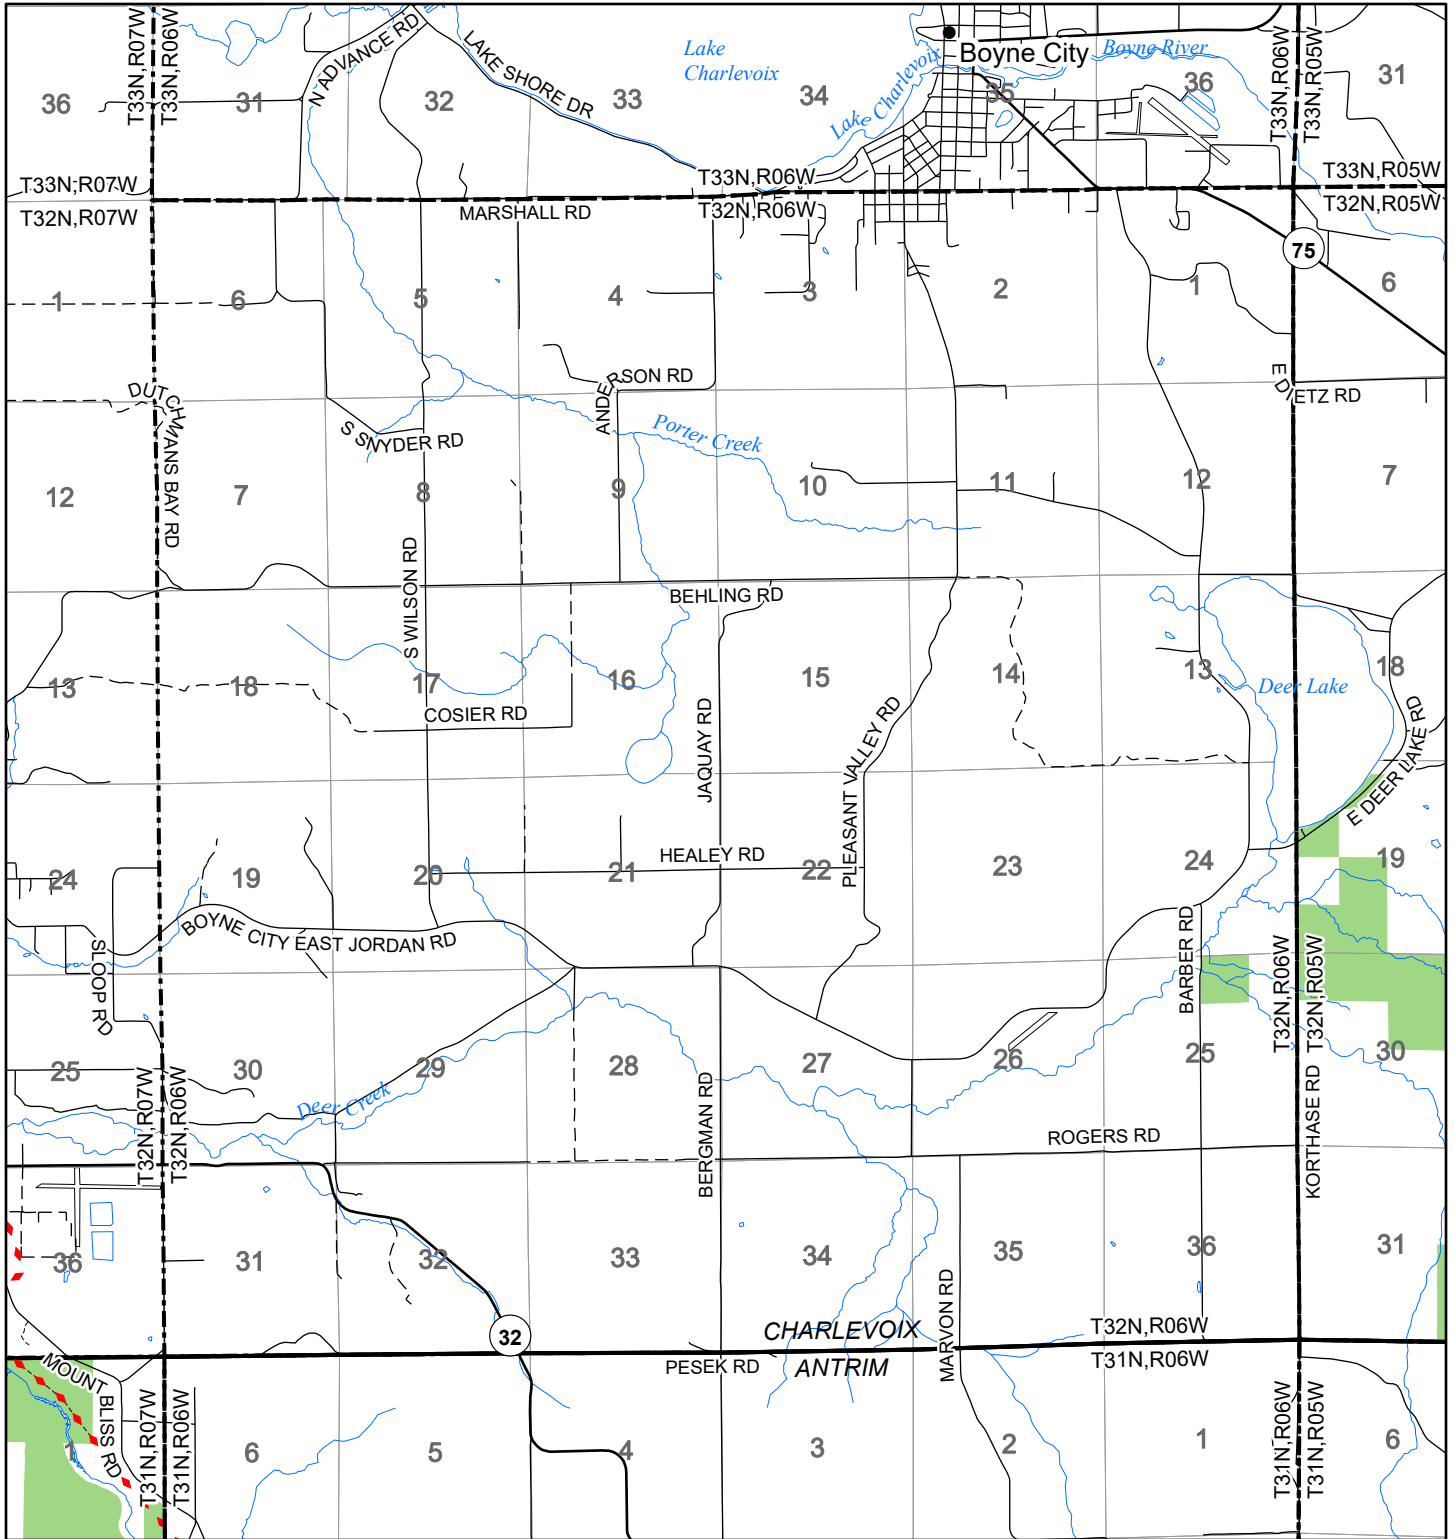 T33N,R07W
T33N,R06W
N ADVANCE RD
LAKE SHORE DR
Lake
Charlevoix
Lake Charlevoix
Boyne City
Boyne River
T33N,R06W
T33N,R05W
36
31
32
33
34
35
36
31
T33N,R07W
T32N,R07W
MARSHALL RD
T33N,R06W
T32N,R06W
T33N,R05W
T32N,R05W
75
1
6
5
4
3
2
1
6
DUTCHMANS BAY RD
S SNYDER RD
ANDERSON RD
Porter Creek
E DIETZ RD
12
7
8
9
10
11
12
7
S WILSON RD
BEHLING RD
13
18
17
16
15
14
13
18
COSIER RD
JAQUAY RD
PLEASANT VALLEY RD
Deer Lake
E DEER LAKE RD
HEALEY RD
24
19
20
21
22
23
24
19
SLOOP RD
BOYNE CITY EAST JORDAN RD
BARBER RD
T32N,R06W
T32N,R05W
25
30
29
28
27
26
25
30
T32N,R07W
T32N,R06W
Deer Creek
BERGMAN RD
ROGERS RD
KORTHASE RD
36
31
32
33
34
35
36
31
32
CHARLEVOIX
ANTRIM
MARVON RD
T32N,R06W
T31N,R06W
PESEK RD
MOUNT BLISS RD
T31N,R07W
T31N,R06W
T31N,R06W
T31N,R05W
1
6
5
4
3
2
1
6